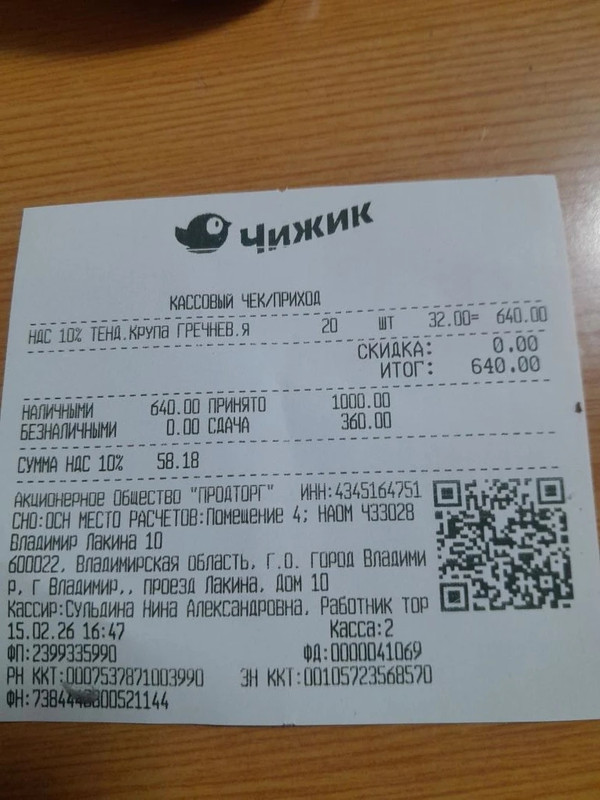 Чижик
КАССОВЫЙ ЧЕК/ПРИХОД
НДС 10% ТЕНД.КРУПА ГРЕЧНЕВ.Я 20 ШТ 32.00= 640.00
СКИДКА: 0.00
ИТОГ: 640.00
НАЛИЧНЫМИ 640.00 ПРИНЯТО 1000.00
БЕЗНАЛИЧНЫМИ 0.00 СДАЧА 360.00
СУММА НДС 10% 58.18
Акционерное Общество "ПРОДТОРГ" ИНН:4345164751
СНО:ОСН МЕСТО РАСЧЕТОВ:Помещение 4; НАОМ Ч33028
Владимир Лакина 10
600022, Владимирская область, Г.О. город Владими
р, г Владимир,, проезд Лакина, Дом 10
Кассир:Сульдина Нина Александровна, Работник тор
15.02.26 16:47 Касса:2
ФП:2399335990 ФД:0000041069
РН ККТ:0007537871003990 ЗН ККТ:00105723568570